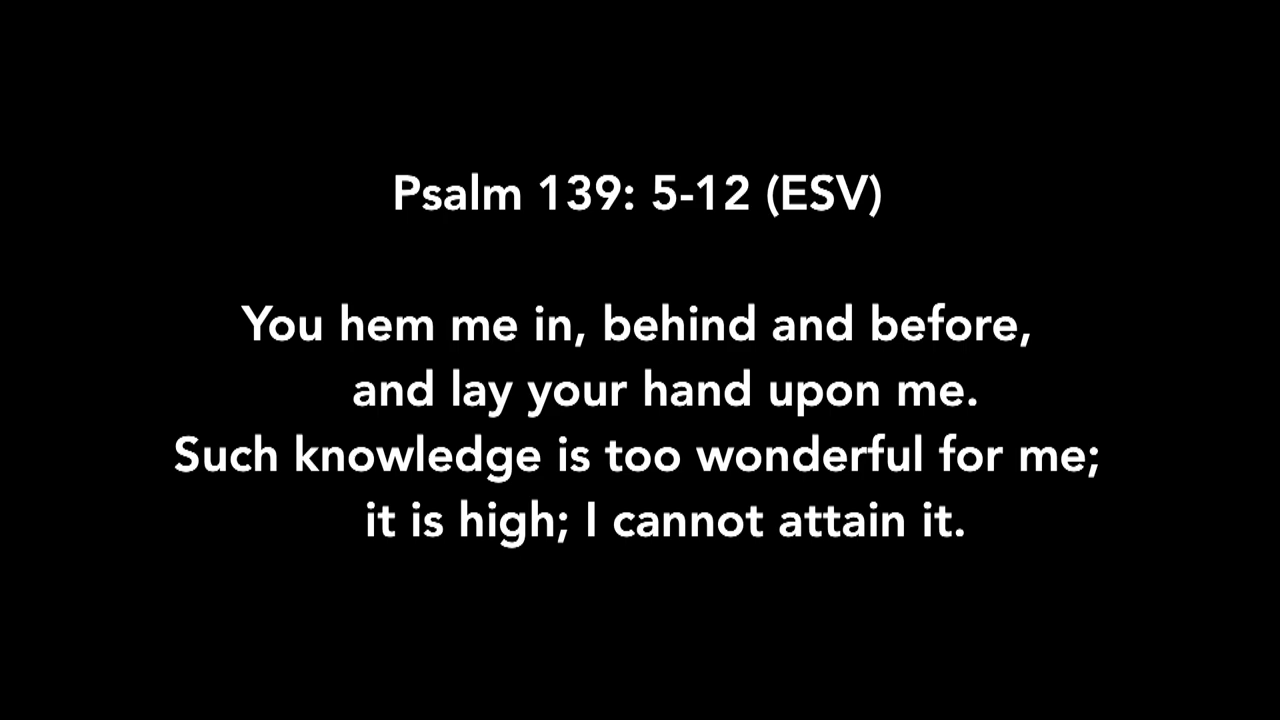 Psalm 139: 5-12 (ESV)
You hem me in, behind and before,
and lay your hand upon me.
Such knowledge is too wonderful for me;
it is high; I cannot attain it.